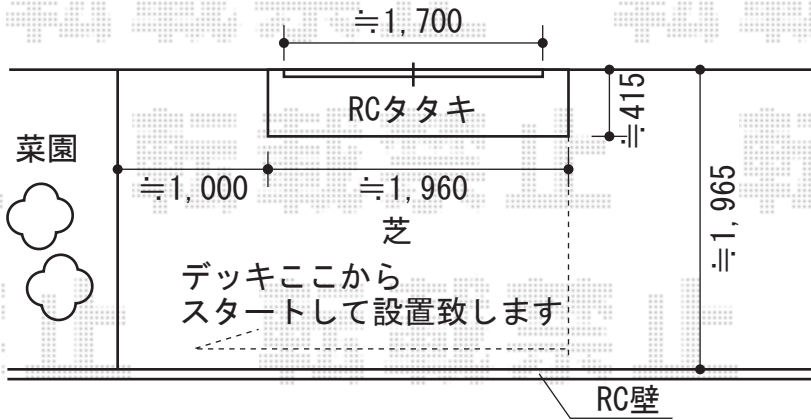 ≒1,700
RCタタキ
≒415
菜園
≒1,000
≒1,960
≒1,965
芝
デッキここから
スタートして設置致します
RC壁